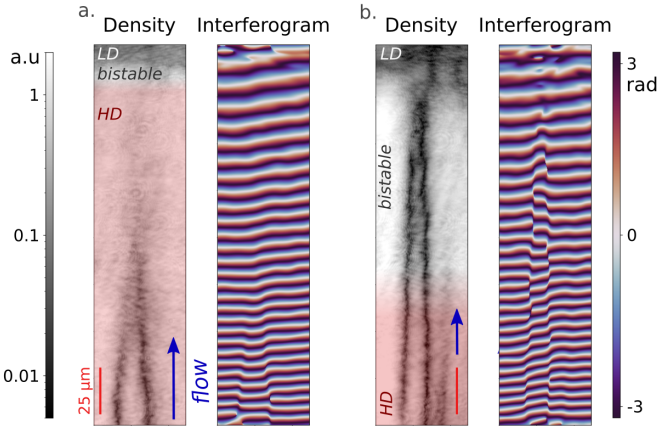 a.
Density
Interferogram
b.
Density
Interferogram
a.u
1
0.1
0.01
LD
bistable
HD
25 μm
flow
LD
bistable
HD
3
rad
0
-3